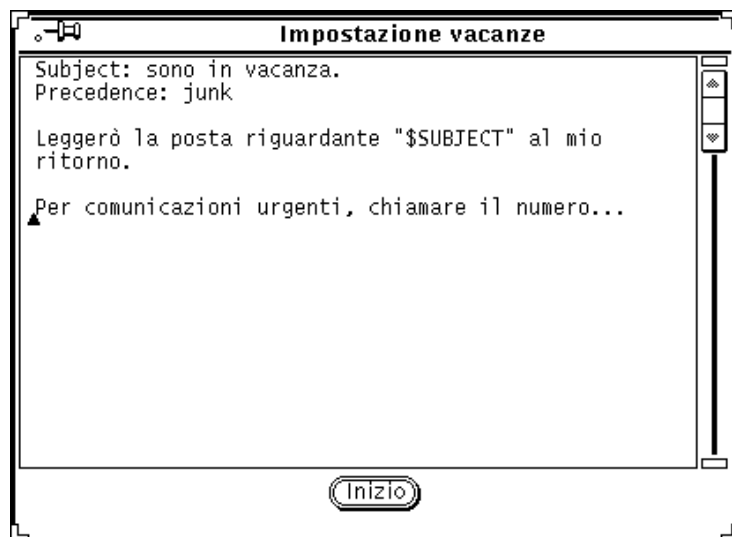 Impostazione vacanze
Subject: sono in vacanza.
Precedence: junk
Leggerò la posta riguardante "$SUBJECT" al mio
ritorno.
Per comunicazioni urgenti, chiamare il numero...
Inizio